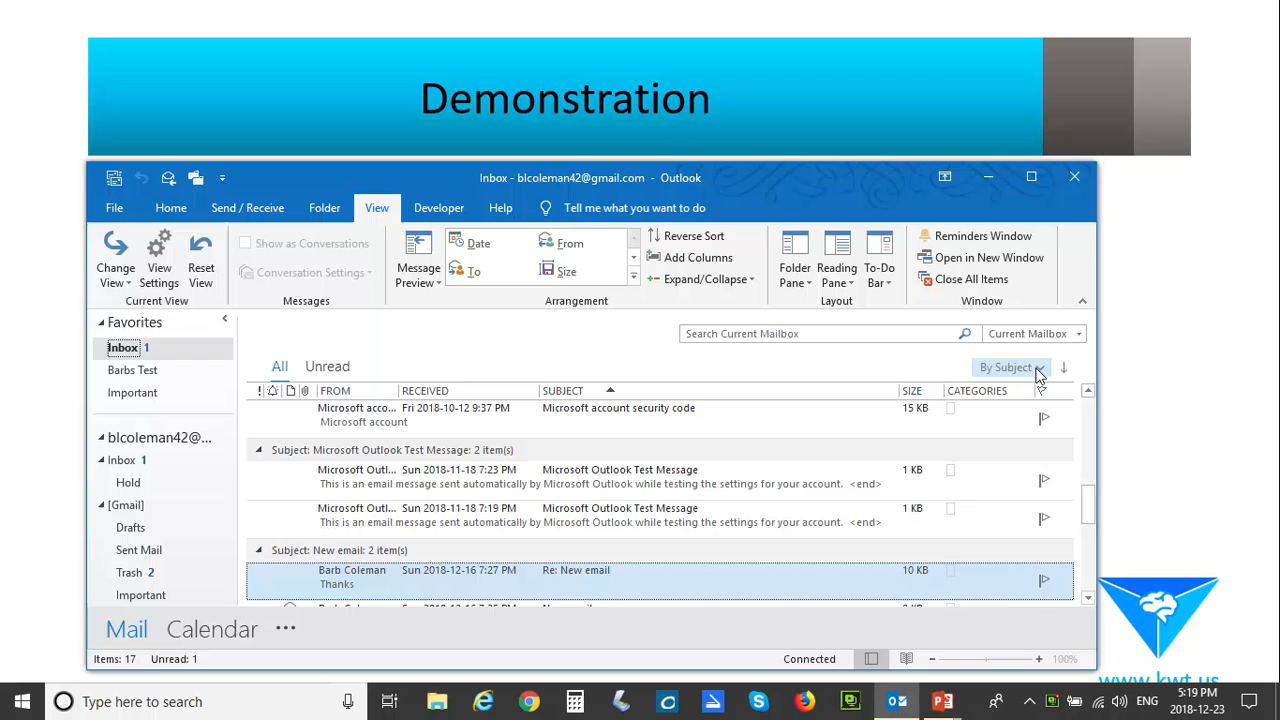 Demonstration
Inbox - blcoleman42@gmail.com - Outlook
File Home Send / Receive Folder View Developer Help Tell me what you want to do
Change View View Settings Reset View
Current View
Show as Conversations
Conversation Settings
Messages
Message Preview
Date From
To Size
Reverse Sort
Add Columns
Expand/Collapse
Arrangement
Folder Pane Reading Pane To-Do Bar
Layout
Reminders Window
Open in New Window
Close All Items
Window
Favorites
Inbox 1
Barbs Test
Important
blcoleman42@...
Inbox 1
Hold
[Gmail]
Drafts
Sent Mail
Trash 2
Important
Search Current Mailbox Current Mailbox
All Unread By Subject
! FROM RECEIVED SUBJECT SIZE CATEGORIES
Microsoft acco... Fri 2018-10-12 9:37 PM Microsoft account security code 15 KB
Microsoft account
Subject: Microsoft Outlook Test Message: 2 item(s)
Microsoft Outl... Sun 2018-11-18 7:23 PM Microsoft Outlook Test Message 1 KB
This is an email message sent automatically by Microsoft Outlook while testing the settings for your account. <end>
Microsoft Outl... Sun 2018-11-18 7:19 PM Microsoft Outlook Test Message 1 KB
This is an email message sent automatically by Microsoft Outlook while testing the settings for your account. <end>
Subject: New email: 2 item(s)
Barb Coleman Sun 2018-12-16 7:27 PM Re: New email 10 KB
Thanks
Mail Calendar ...
Items: 17 Unread: 1 Connected 100%
www.kwt.us
Type here to search
ENG 5:19 PM
2018-12-23